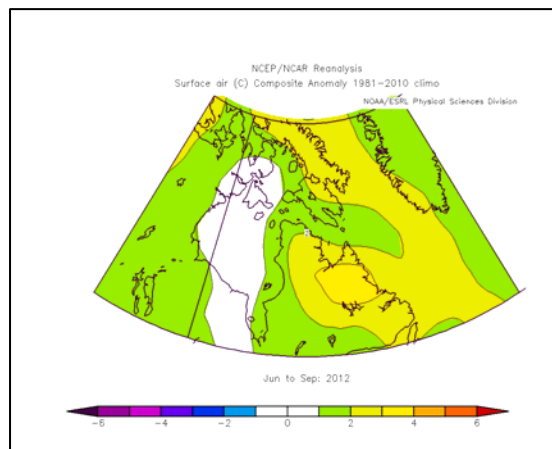 NCEP/NCAR Reanalysis
Surface air (C) Composite Anomaly 1981-2010 climo
NOAA/ESRL Physical Sciences Division
Jun to Sep: 2012
-6 -4 -2 0 2 4 6